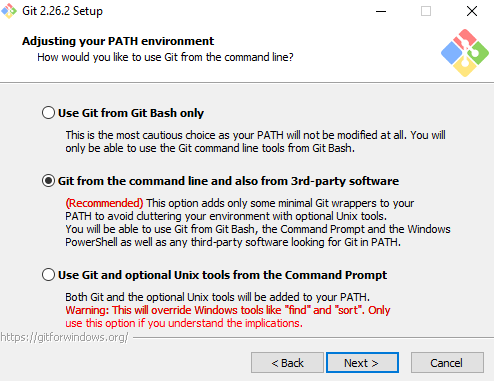 Git 2.26.2 Setup
Adjusting your PATH environment
How would you like to use Git from the command line?
Use Git from Git Bash only
This is the most cautious choice as your PATH will not be modified at all. You will
only be able to use the Git command line tools from Git Bash.
Git from the command line and also from 3rd-party software
(Recommended) This option adds only some minimal Git wrappers to your
PATH to avoid cluttering your environment with optional Unix tools.
You will be able to use Git from Git Bash, the Command Prompt and the Windows
PowerShell as well as any third-party software looking for Git in PATH.
Use Git and optional Unix tools from the Command Prompt
Both Git and the optional Unix tools will be added to your PATH.
Warning: This will override Windows tools like "find" and "sort". Only
use this option if you understand the implications.
https://gitforwindows.org/
< Back Next > Cancel